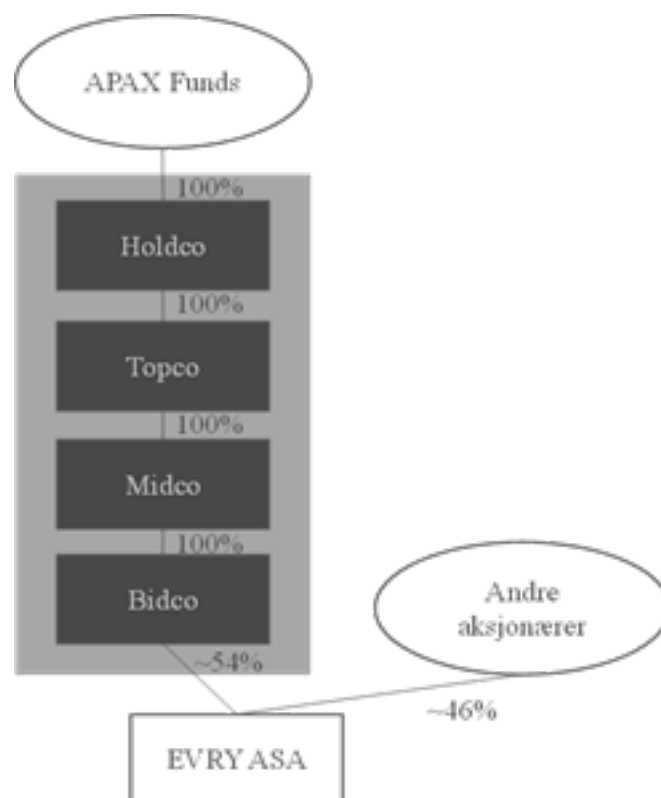 APAX Funds
100%
Holdco
100%
Topco
100%
Midco
100%
Bidco
~54%
Andre
aksjonærer
~46%
EVRY ASA